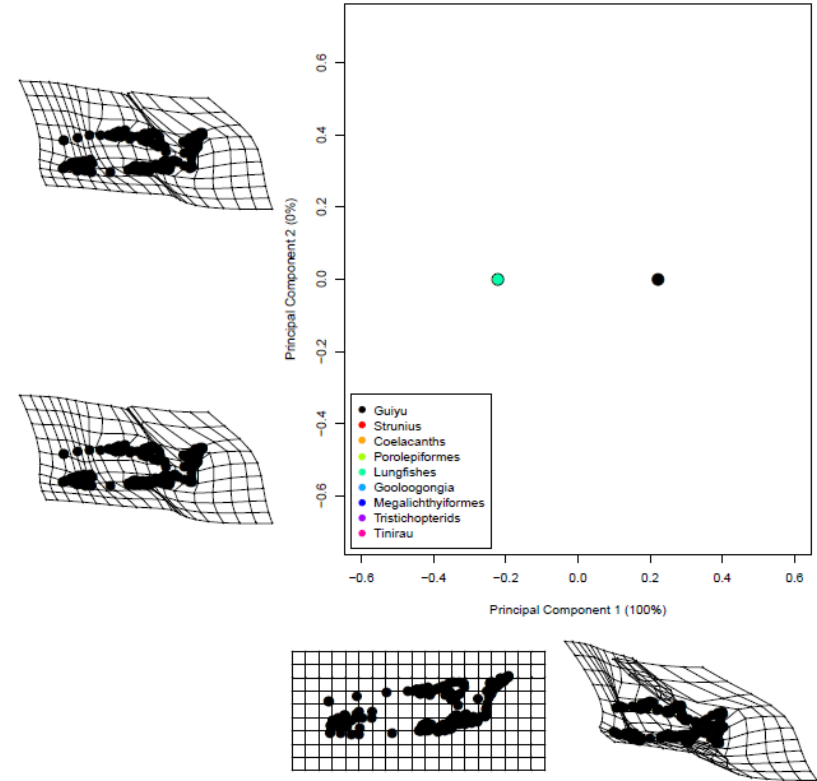 Principal Component 2 (0%)
0.6
0.4
0.2
0.0
−0.2
−0.4
−0.6
Guiyu
Strunius
Coelacanths
Porolepiformes
Lungfishes
Gooloogongia
Megalichthyiformes
Tristichopterids
Tinirau
−0.6 −0.4 −0.2 0.0 0.2 0.4 0.6
Principal Component 1 (100%)